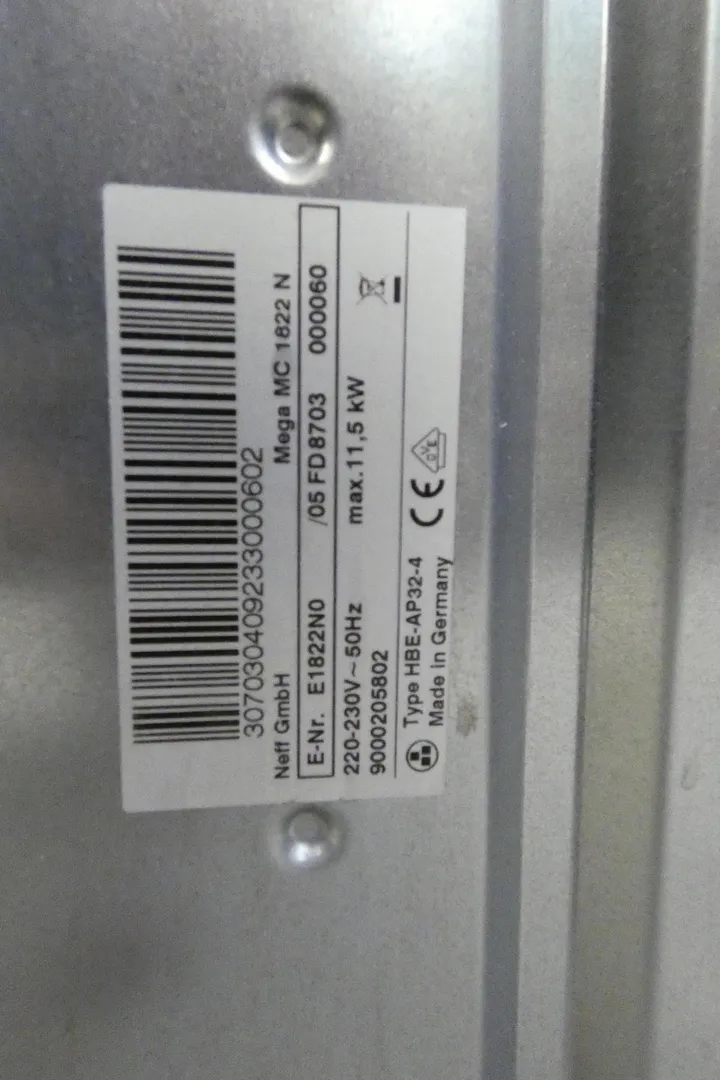 307030409233000602
Neff GmbH Mega MC 1822 N
E-Nr. E1822N0 /05 FD 8703 000060
220-230V~50Hz max.11,5 kW
9000205802
Type HBE-AP32-4
Made in Germany CE DVE